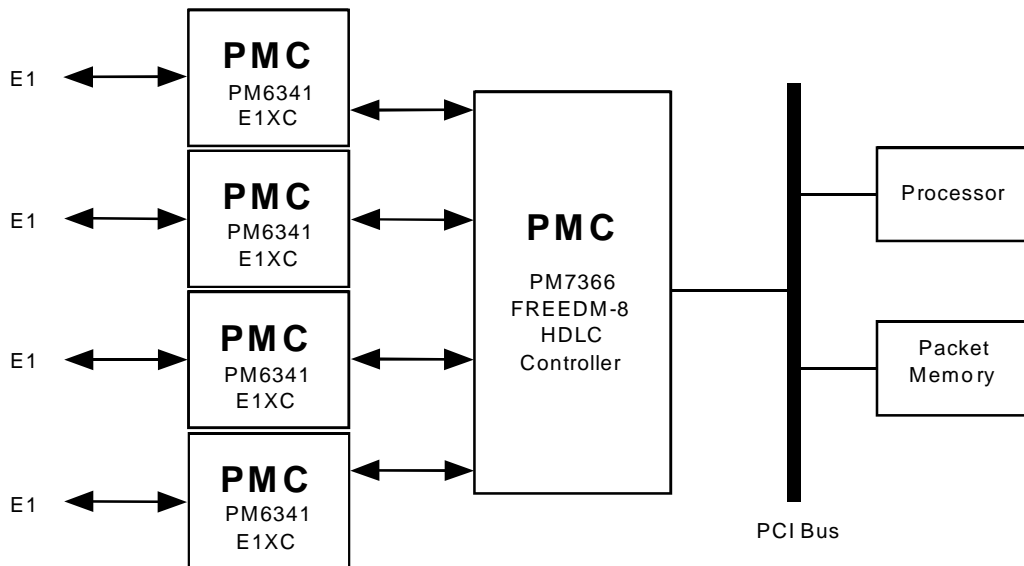 E1
PMC
PM6341
E1XC
E1
PMC
PM6341
E1XC
E1
PMC
PM6341
E1XC
E1
PMC
PM6341
E1XC
PMC
PM7366
FREEDM-8
HDLC
Controller
PCI Bus
Processor
Packet
Memory